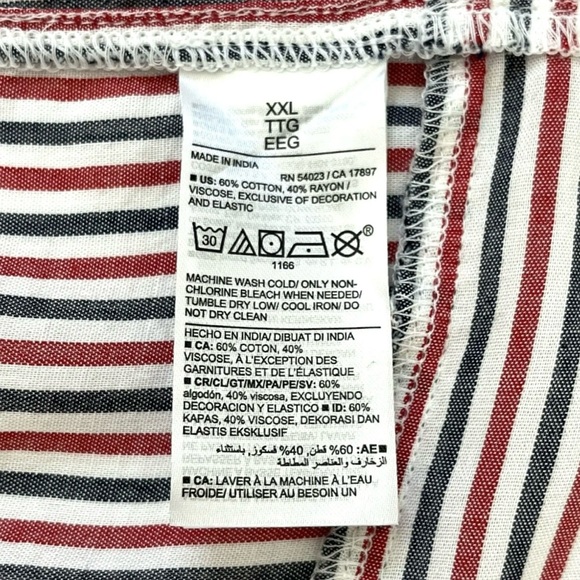 XXL
TTG
EEG
MADE IN INDIA RN 54023 / CA 17897
■ US: 60% COTTON, 40% RAYON /
VISCOSE, EXCLUSIVE OF DECORATION
AND ELASTIC
30 ®
1166
MACHINE WASH COLD/ ONLY NON-
CHLORINE BLEACH WHEN NEEDED/
TUMBLE DRY LOW/ COOL IRON/ DO
NOT DRY CLEAN
HECHO EN INDIA/ DIBUAT DI INDIA
■ CA: 60% COTON, 40%
VISCOSE, À L'EXCEPTION DES
GARNITURES ET DE L'ÉLASTIQUE
■ CR/CL/GT/MX/PA/PE/SV: 60%
algodón, 40% viscosa, EXCLUYENDO
DECORACION Y ELASTICO ■ ID: 60%
KAPAS, 40% VISCOSE, DEKORASI DAN
ELASTIS EKSKLUSIF
■ AE: 60% قطن, 40% فسكوز, باستثناء
الزخارف والعناصر المطاطة
■ CA: LAVER À LA MACHINE À L'EAU
FROIDE/ UTILISER AU BESOIN UN